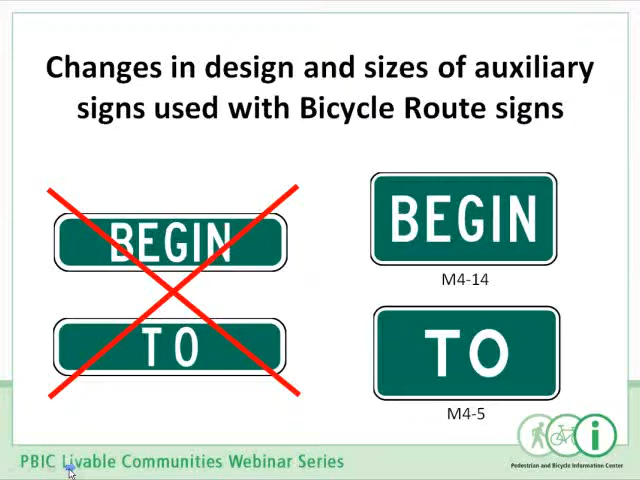 Changes in design and sizes of auxiliary
signs used with Bicycle Route signs
BEGIN
BEGIN
M4-14
TO
TO
M4-5
PBIC Livable Communities Webinar Series
i
Pedestrian and Bicycle Information Center